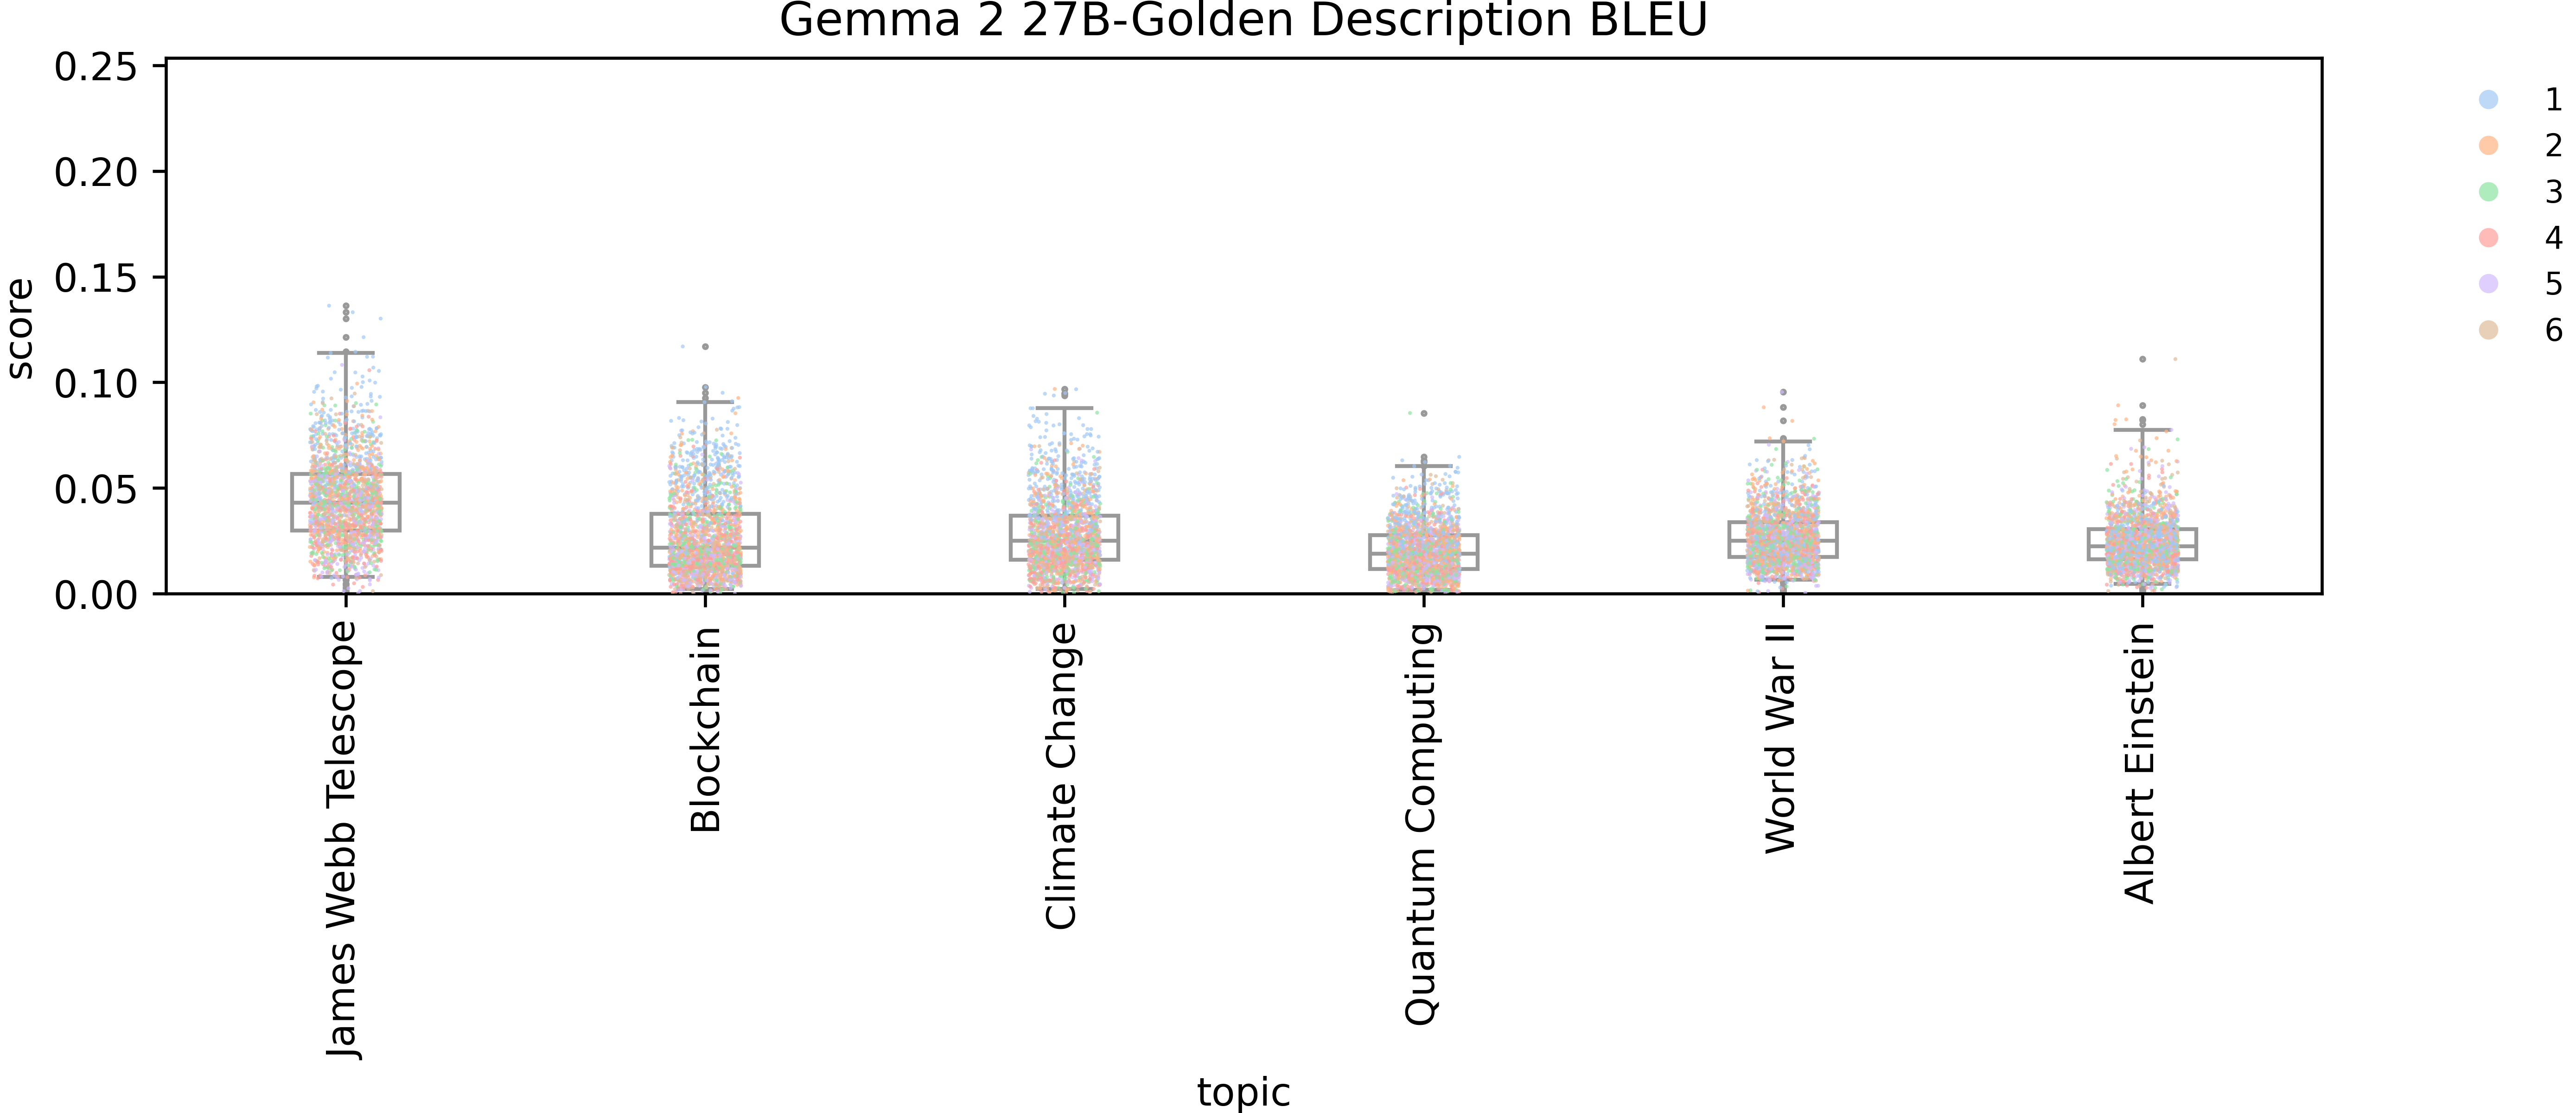 Gemma 2 27B-Golden Description BLEU
0.25
0.20
0.15
0.10
0.05
0.00
score
James Webb Telescope
Blockchain
Climate Change
Quantum Computing
World War II
Albert Einstein
topic
1
2
3
4
5
6